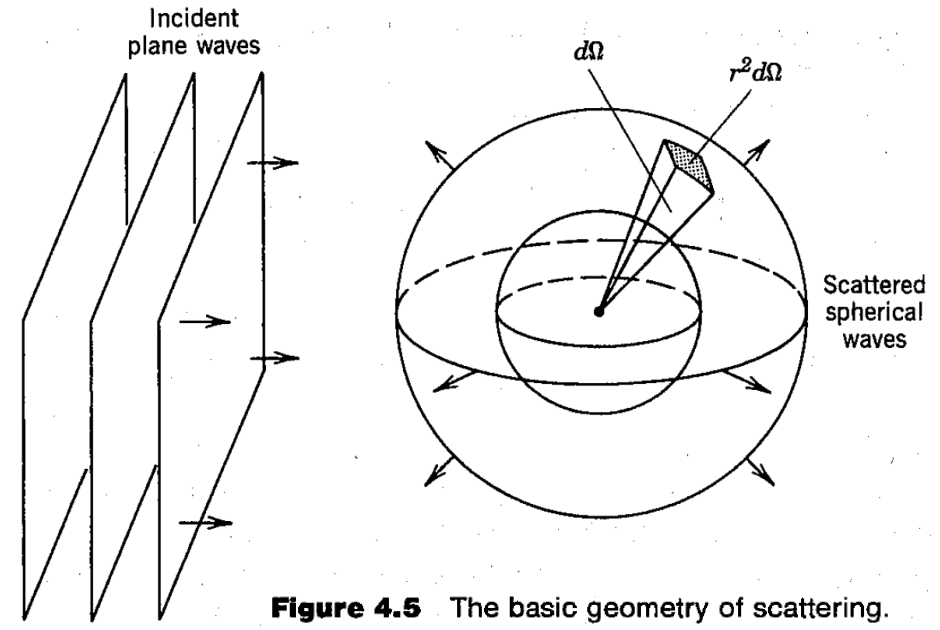 Incident
plane waves
dΩ
r²dΩ
Scattered
spherical
waves
Figure 4.5 The basic geometry of scattering.